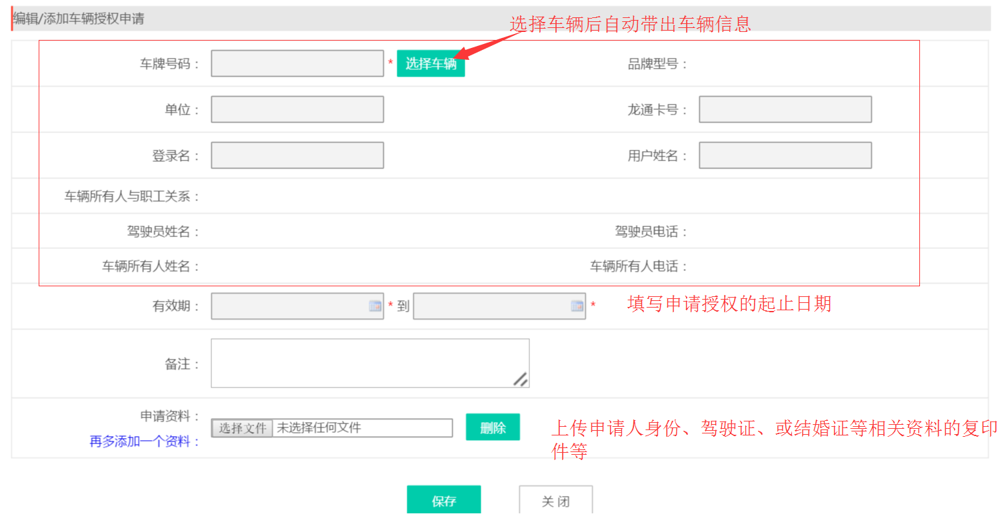 编辑/添加车辆授权申请
选择车辆后自动带出车辆信息
车牌号码： * 选择车辆 品牌型号：
单位： 龙通卡号：
登录名： 用户姓名：
车辆所有人与职工关系：
驾驶员姓名： 驾驶员电话：
车辆所有人姓名： 车辆所有人电话：
有效期： * 到 * 填写申请授权的起止日期
备注：
申请资料：
选择文件 未选择任何文件 删除
再多添加一个资料：
上传申请人身份、驾驶证、或结婚证等相关资料的复印
件等
保存 关 闭